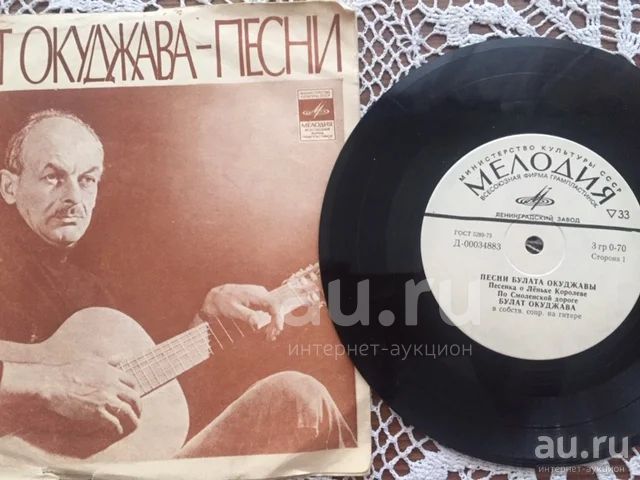 Т ОКУДЖАВА-ПЕСНИ
МЕЛОДИЯ
МИНИСТЕРСТВО КУЛЬТУРЫ СССР
МЕЛОДИЯ
ВСЕСОЮЗНАЯ ФИРМА ГРАМПЛАСТИНОК
ЛЕНИНГРАДСКИЙ ЗАВОД
▽33
ГОСТ 5289-73
Д-00034883
3 гр 0-70
Сторона 1
ПЕСНИ БУЛАТА ОКУДЖАВЫ
Песенка о Лёньке Королеве
По Смоленской дороге
БУЛАТ ОКУДЖАВА
в собств. сопр. на гитаре
au.ru
интернет-аукцион
au.ru
интернет-аукцион